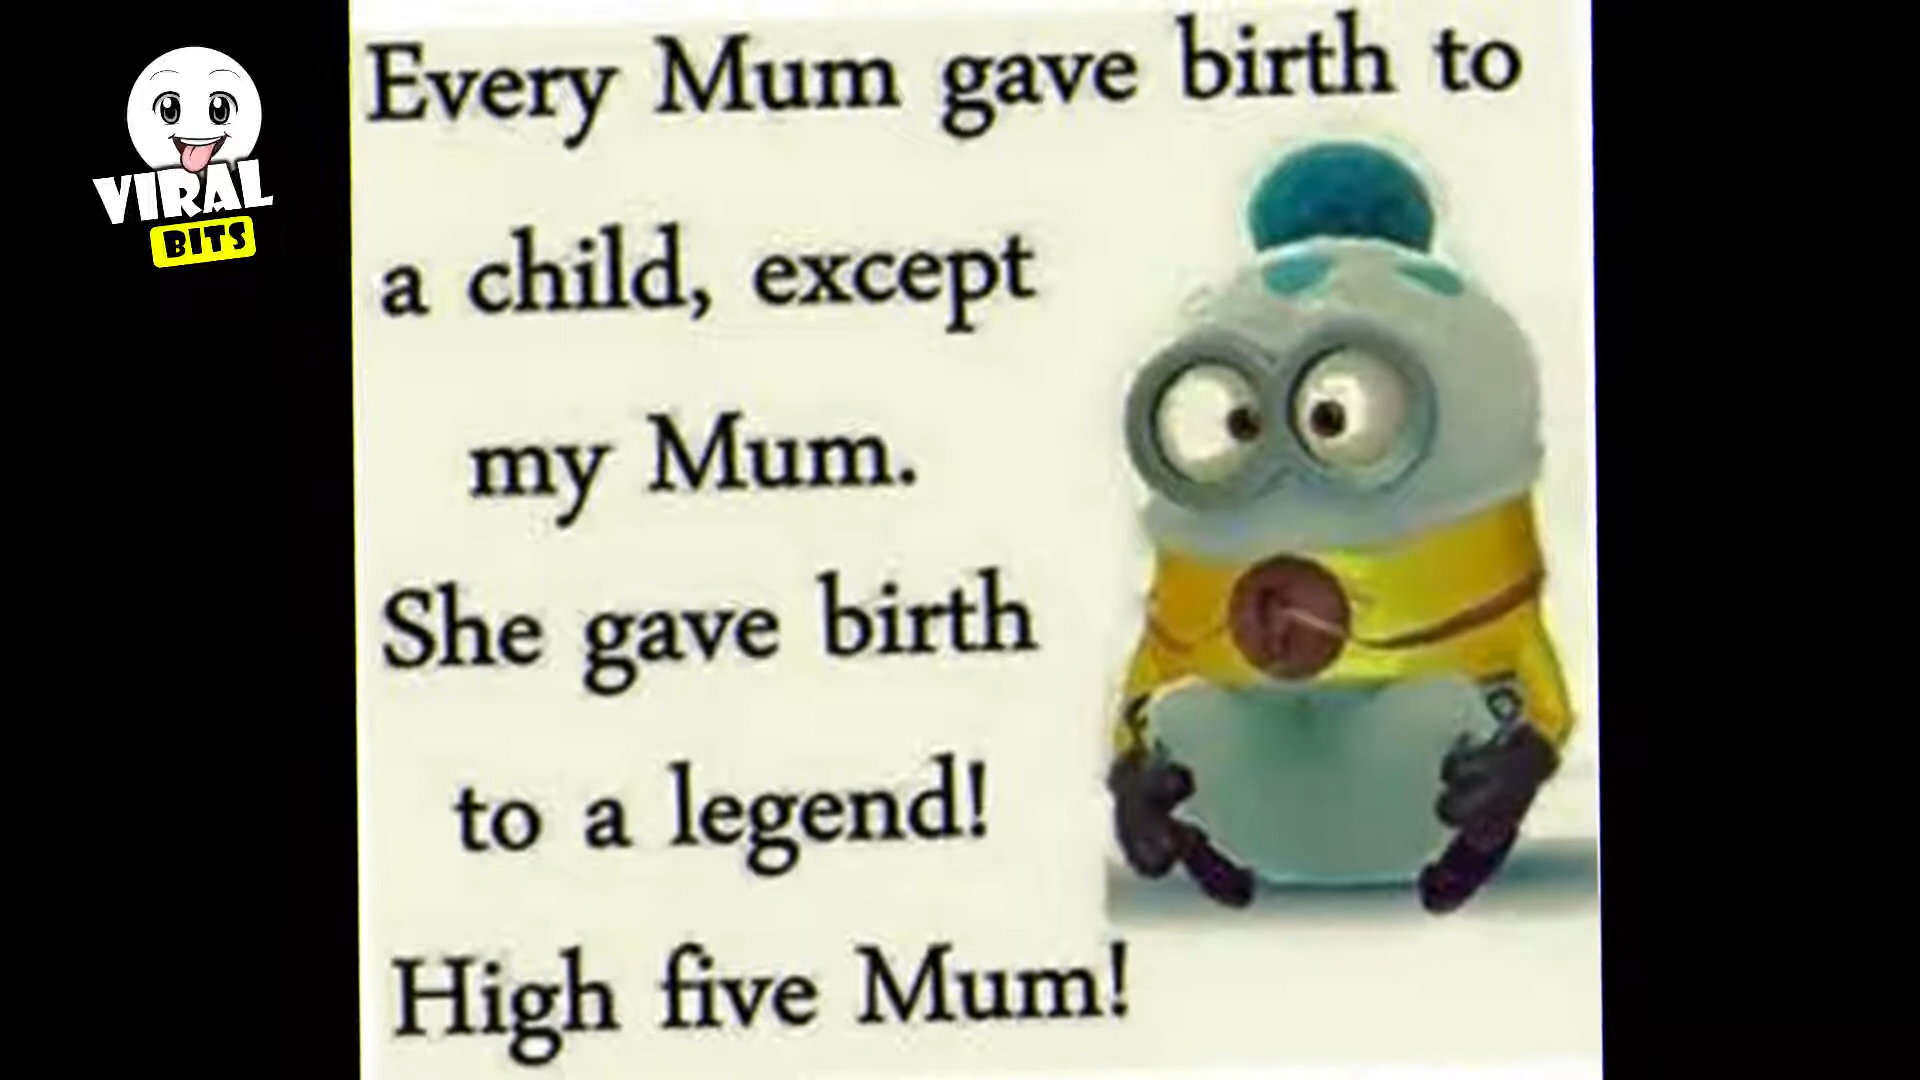 VIRAL
BITS
Every Mum gave birth to
a child, except
my Mum.
She gave birth
to a legend!
High five Mum!